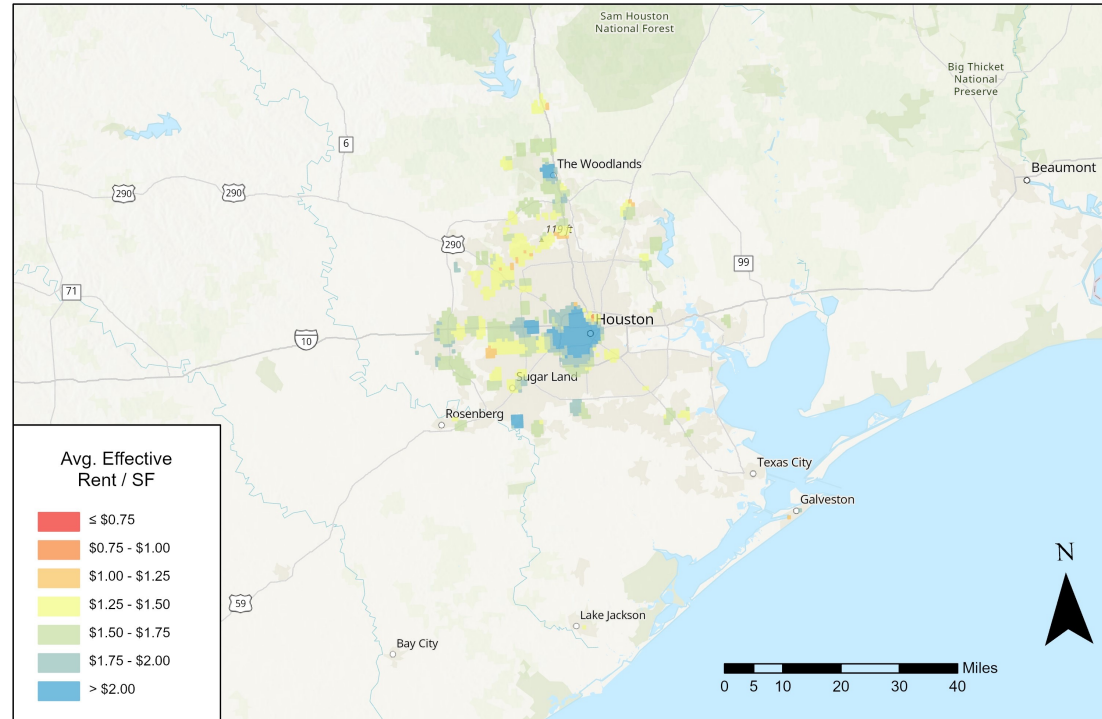 Sam Houston
National Forest
Big Thicket
National
Preserve
6
The Woodlands
Beaumont
290
290
290
119 ft
99
71
Houston
10
Sugar Land
Rosenberg
Avg. Effective
Rent / SF
≤ $0.75
$0.75 - $1.00
$1.00 - $1.25
$1.25 - $1.50
$1.50 - $1.75
$1.75 - $2.00
> $2.00
Texas City
Galveston
59
Lake Jackson
Bay City
N
Miles
0 5 10 20 30 40